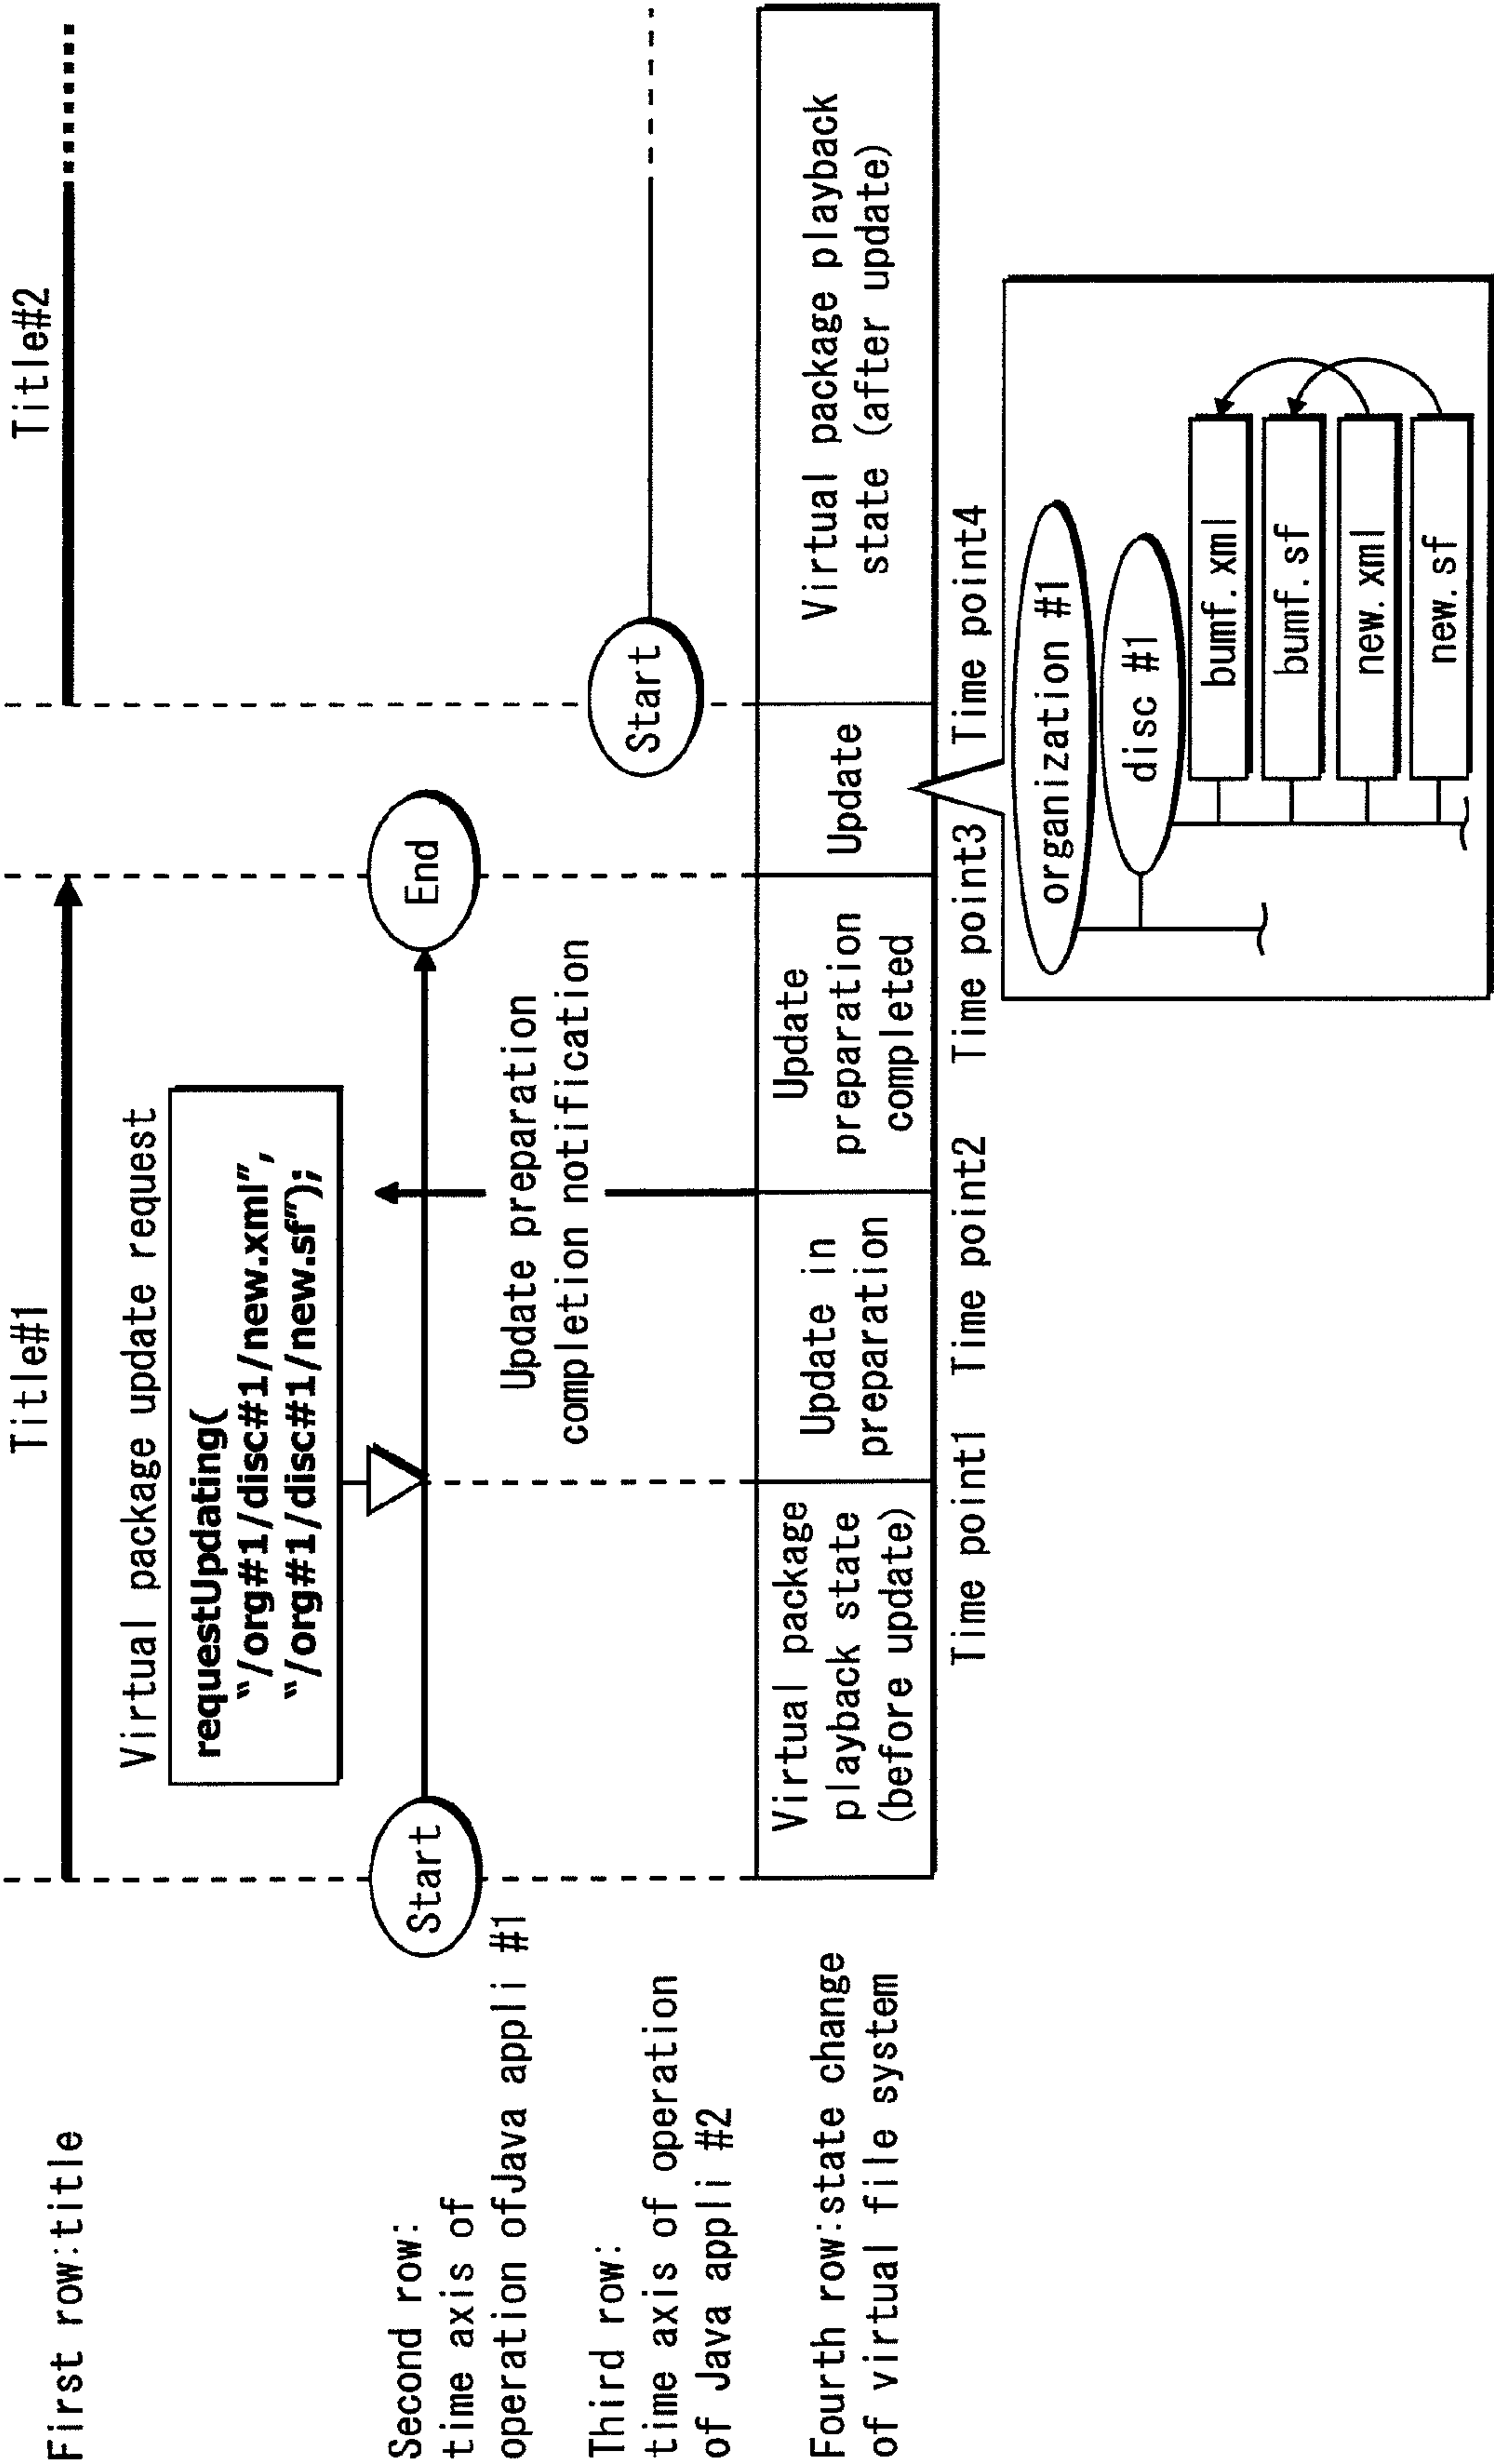 First row:title
Title#1
Title#2
Virtual package update request
requestUpdating(
“/org#1/disc#1/new.xml”,
“/org#1/disc#1/new.sf”);
Second row:
time axis of
operation ofJava appli #1
Start
End
Update preparation
completion notification
Third row:
time axis of operation
of Java appli #2
Start
Fourth row:state change
of virtual file system
Virtual package
playback state
(before update)
Update in
preparation
Update
preparation
completed
Update
Virtual package playback
state (after update)
Time point1
Time point2
Time point3
Time point4
organization #1
disc #1
bumf.xml
bumf.sf
new.xml
new.sf